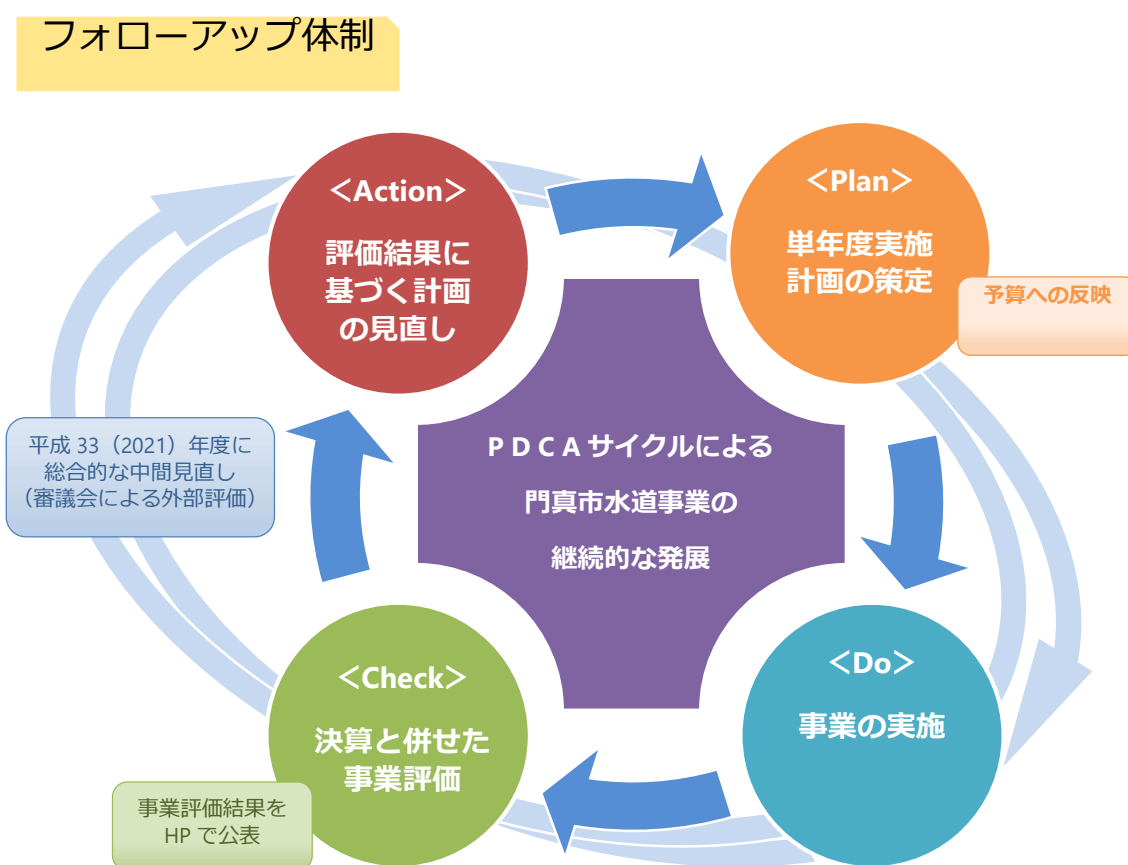 フォローアップ体制
＜Action＞
評価結果に
基づく計画
の見直し
＜Plan＞
単年度実施
計画の策定
予算への反映
平成 33（2021）年度に
総合的な中間見直し
（審議会による外部評価）
ＰＤＣＡサイクルによる
門真市水道事業の
継続的な発展
＜Check＞
決算と併せた
事業評価
事業評価結果を
HP で公表
＜Do＞
事業の実施